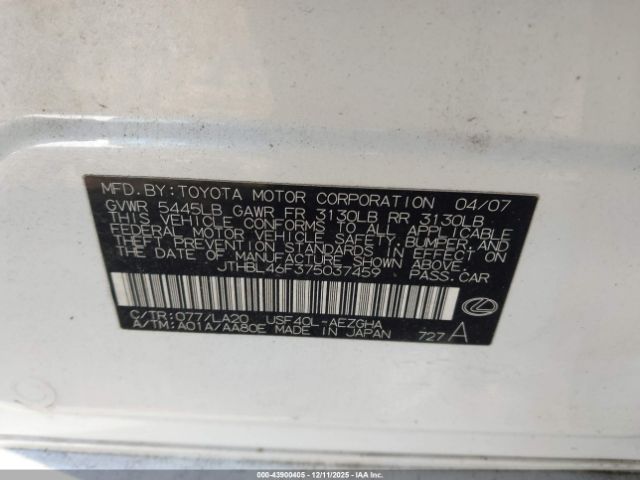 MFD. BY: TOYOTA MOTOR CORPORATION 04/07
GVWR 5445LB GAWR FR 3130LB RR 3130LB
THIS VEHICLE CONFORMS TO ALL APPLICABLE
FEDERAL MOTOR VEHICLE SAFETY, BUMPER, AND
THEFT PREVENTION STANDARDS IN EFFECT ON
THE DATE OF MANUFACTURE SHOWN ABOVE.
JTHBL46F375037459 PASS.CAR
C/TR:077/LA20 USF40L-AEZGHA
A/TM:A01A/AA80E MADE IN JAPAN 727 A
000-43900405 - 12/11/2025 - IAA Inc.